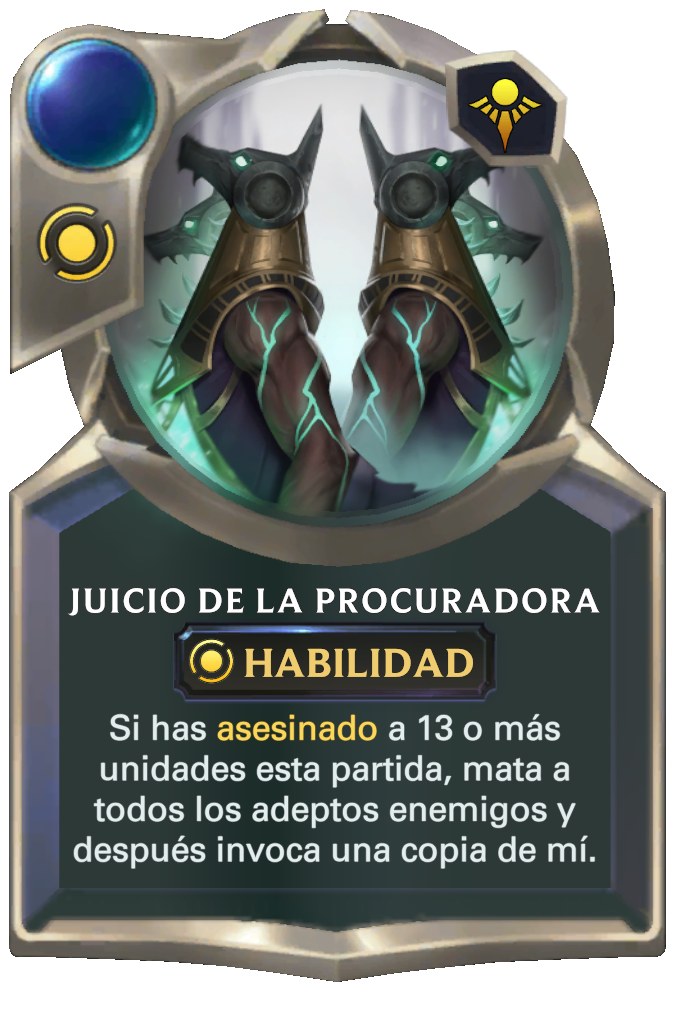 JUICIO DE LA PROCURADORA
HABILIDAD
Si has asesinado a 13 o más
unidades esta partida, mata a
todos los adeptos enemigos y
después invoca una copia de mí.